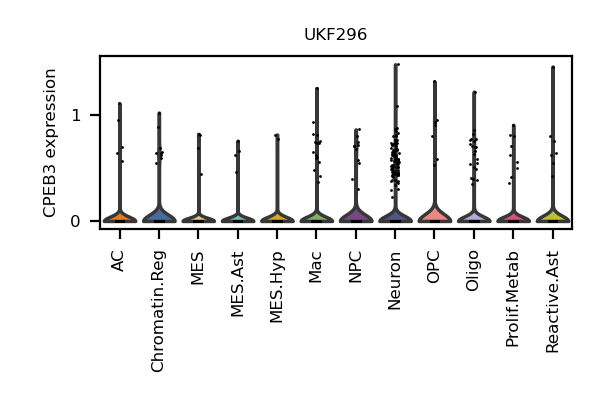 UKF296
CPEB3 expression
1
0
AC
Chromatin.Reg
MES
MES.Ast
MES.Hyp
Mac
NPC
Neuron
OPC
Oligo
Prolif.Metab
Reactive.Ast